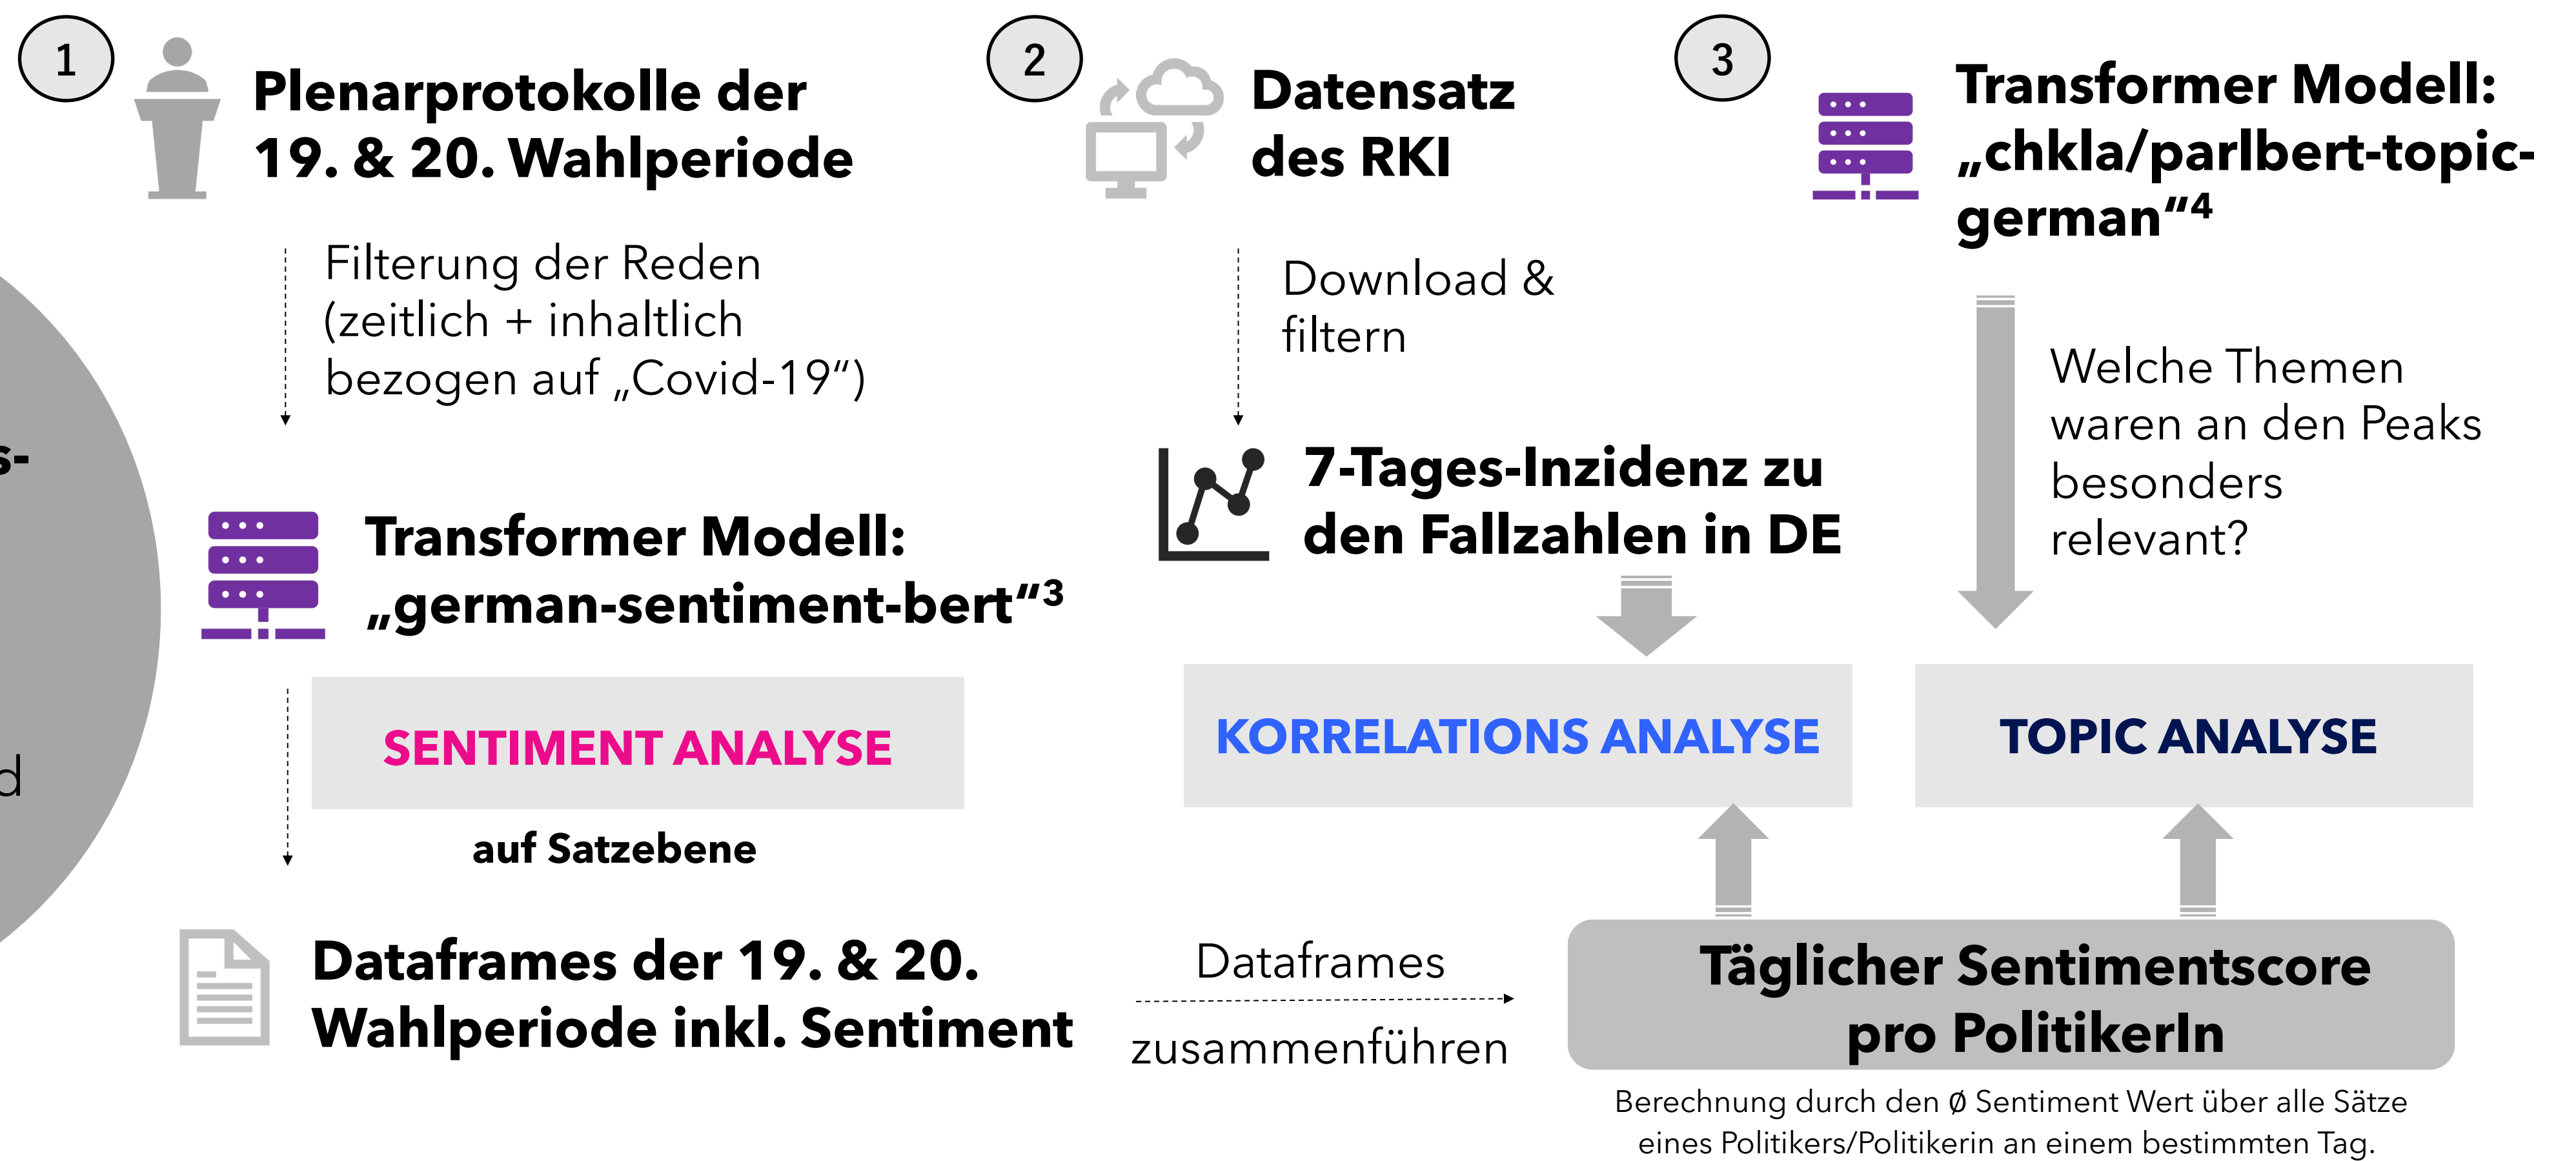 1
Plenarprotokolle der
19. & 20. Wahlperiode
Filterung der Reden
(zeitlich + inhaltlich
bezogen auf „Covid-19“)
s-
d
Transformer Modell:
„german-sentiment-bert“³
SENTIMENT ANALYSE
auf Satzebene
Dataframes der 19. & 20.
Wahlperiode inkl. Sentiment
Dataframes
zusammenführen
2
Datensatz
des RKI
Download &
filtern
7-Tages-Inzidenz zu
den Fallzahlen in DE
KORRELATIONS ANALYSE
3
Transformer Modell:
„chkla/parlbert-topic-
german“⁴
Welche Themen
waren an den Peaks
besonders
relevant?
TOPIC ANALYSE
Täglicher Sentimentscore
pro PolitikerIn
Berechnung durch den Ø Sentiment Wert über alle Sätze
eines Politikers/Politikerin an einem bestimmten Tag.